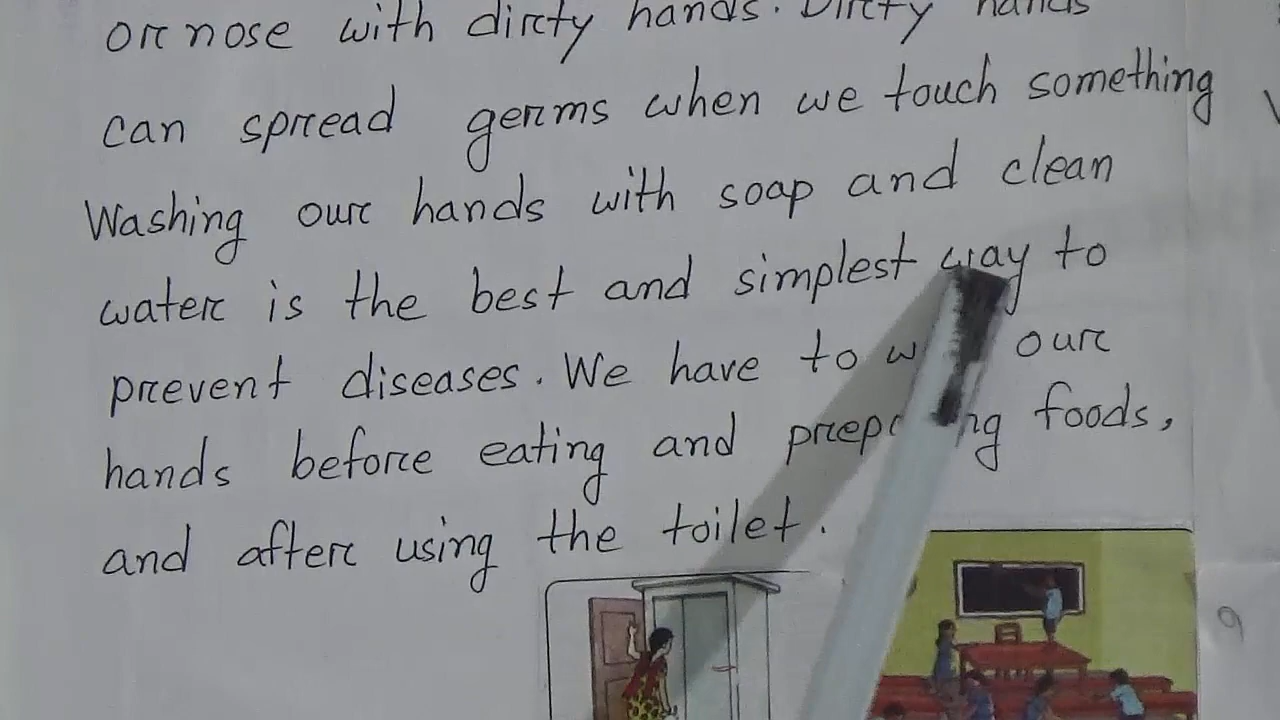 or nose with dirty hands. Dirty hands
can spread germs when we touch something
Washing our hands with soap and clean
water is the best and simplest way to
prevent diseases. We have to our
hands before eating and preparing foods,
and after using the toilet.
9